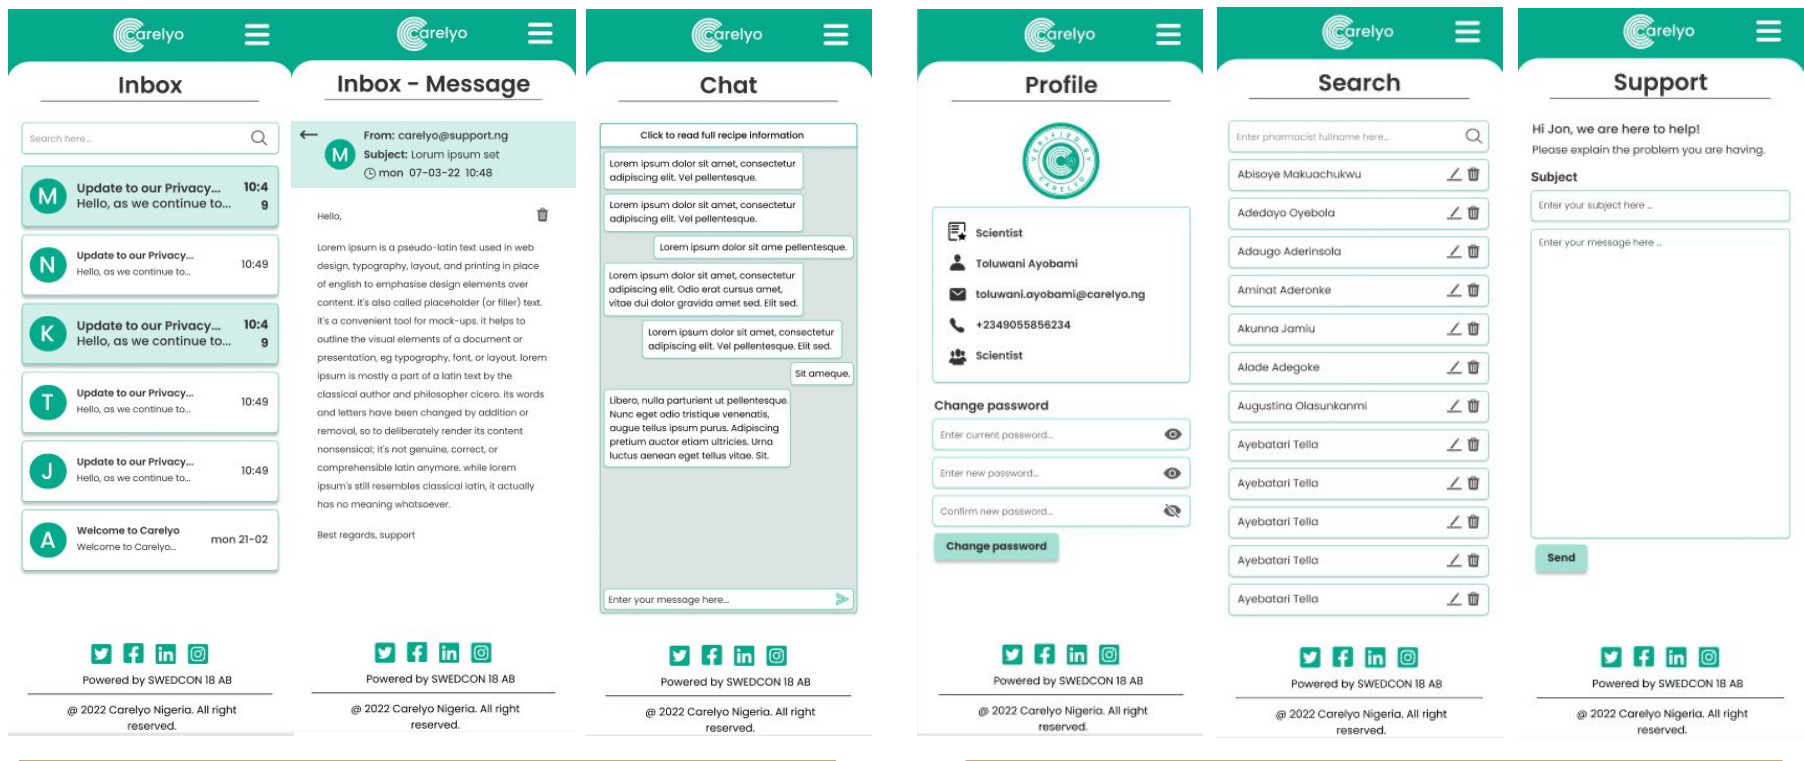 Carelyo
Inbox
Search here...
M
Update to our Privacy...
Hello, as we continue to...
10:4
9
N
Update to our Privacy...
Hello, as we continue to...
10:49
K
Update to our Privacy...
Hello, as we continue to...
10:4
9
T
Update to our Privacy...
Hello, as we continue to...
10:49
J
Update to our Privacy...
Hello, as we continue to...
10:49
A
Welcome to Carelyo
Welcome to Carelyo...
mon 21-02
Powered by SWEDCON 18 AB
@ 2022 Carelyo Nigeria. All right
reserved.
Carelyo
Inbox - Message
M
From: carelyo@support.ng
Subject: Lorum ipsum set
mon 07-03-22 10:48
Hello,
Lorem ipsum is a pseudo-latin text used in web
design, typography, layout, and printing in place
of english to emphasise design elements over
content. it's also called placeholder (or filler) text.
it's a convenient tool for mock-ups. it helps to
outline the visual elements of a document or
presentation, eg typography, font, or layout. lorem
ipsum is mostly a part of a latin text by the
classical author and philosopher cicero. its words
and letters have been changed by addition or
removal, so to deliberately render its content
nonsensical; it's not genuine, correct, or
comprehensible latin anymore. while lorem
ipsum's still resembles classical latin, it actually
has no meaning whatsoever.
Best regards, support
Powered by SWEDCON 18 AB
@ 2022 Carelyo Nigeria. All right
reserved.
Carelyo
Chat
Click to read full recipe information
Lorem ipsum dolor sit amet, consectetur
adipiscing elit. Vel pellentesque.
Lorem ipsum dolor sit amet, consectetur
adipiscing elit. Vel pellentesque.
Lorem ipsum dolor sit ame pellentesque.
Lorem ipsum dolor sit amet, consectetur
adipiscing elit. Odio erat cursus amet,
vitae dui dolor gravida amet sed. Elit sed.
Lorem ipsum dolor sit amet, consectetur
adipiscing elit. Vel pellentesque. Elit sed.
Sit ameque.
Libero, nulla parturient ut pellentesque.
Nunc eget odio tristique venenatis,
augue tellus ipsum purus. Adipiscing
pretium auctor etiam ultricies. Urna
luctus aenean eget tellus vitae. Sit.
Enter your message here...
Powered by SWEDCON 18 AB
@ 2022 Carelyo Nigeria. All right
reserved.
Carelyo
Profile
VERIFIED BY
CARELYO
Scientist
Toluwani Ayobami
toluwani.ayobami@carelyo.ng
+2349055856234
Scientist
Change password
Enter current password...
Enter new password...
Confirm new password...
Change password
Powered by SWEDCON 18 AB
@ 2022 Carelyo Nigeria. All right
reserved.
Carelyo
Search
Enter pharmacist fullname here...
Abisoye Makuachukwu
Adedayo Oyebola
Adaugo Aderinsola
Aminat Aderonke
Akunna Jamiu
Alade Adegoke
Augustina Olasunkanmi
Ayebatari Tella
Ayebatari Tella
Ayebatari Tella
Ayebatari Tella
Ayebatari Tella
Powered by SWEDCON 18 AB
@ 2022 Carelyo Nigeria. All right
reserved.
Carelyo
Support
Hi Jon, we are here to help!
Please explain the problem you are having.
Subject
Enter your subject here ...
Enter your message here ...
Send
Powered by SWEDCON 18 AB
@ 2022 Carelyo Nigeria. All right
reserved.